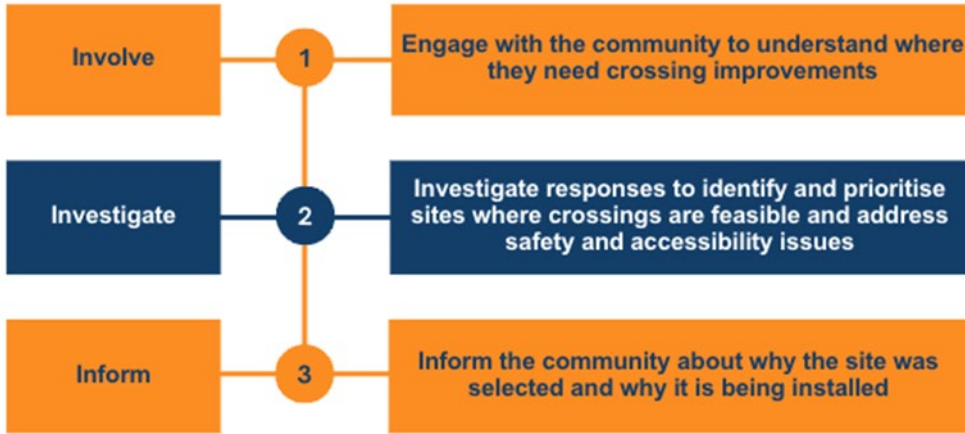 Involve
1
Engage with the community to understand where
they need crossing improvements
Investigate
2
Investigate responses to identify and prioritise
sites where crossings are feasible and address
safety and accessibility issues
Inform
3
Inform the community about why the site was
selected and why it is being installed